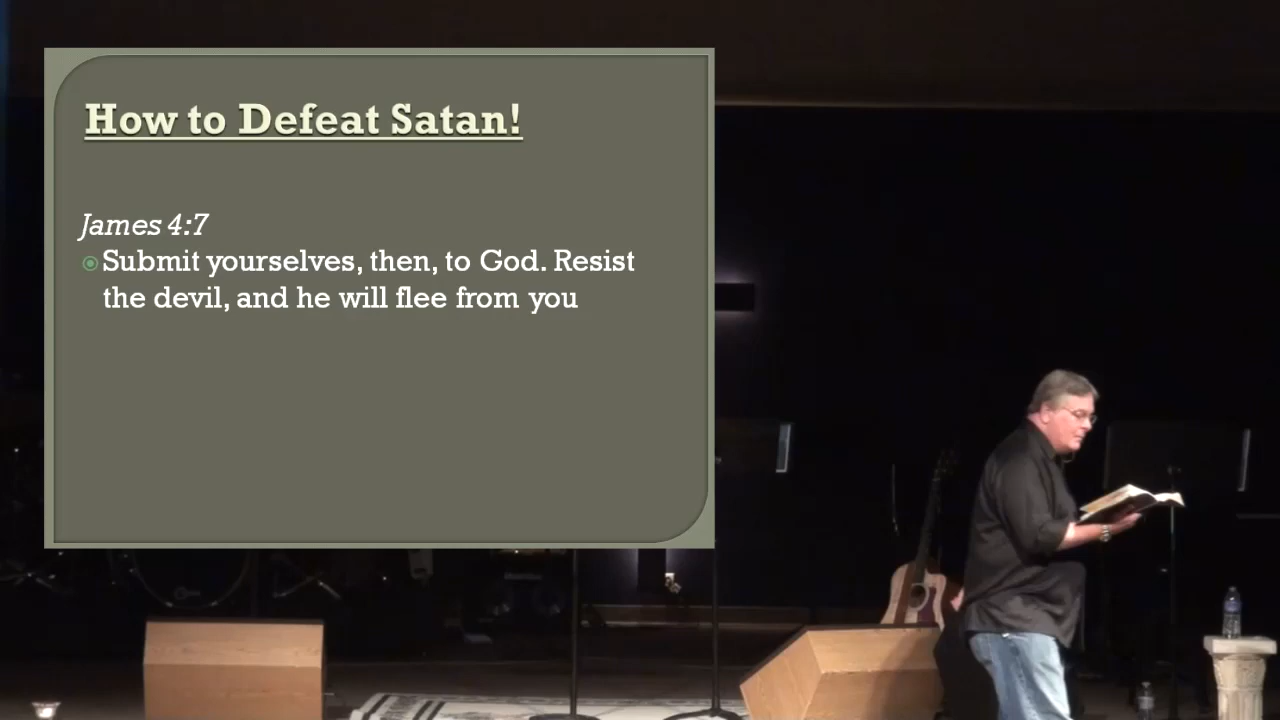 How to Defeat Satan!
James 4:7
Submit yourselves, then, to God. Resist
the devil, and he will flee from you